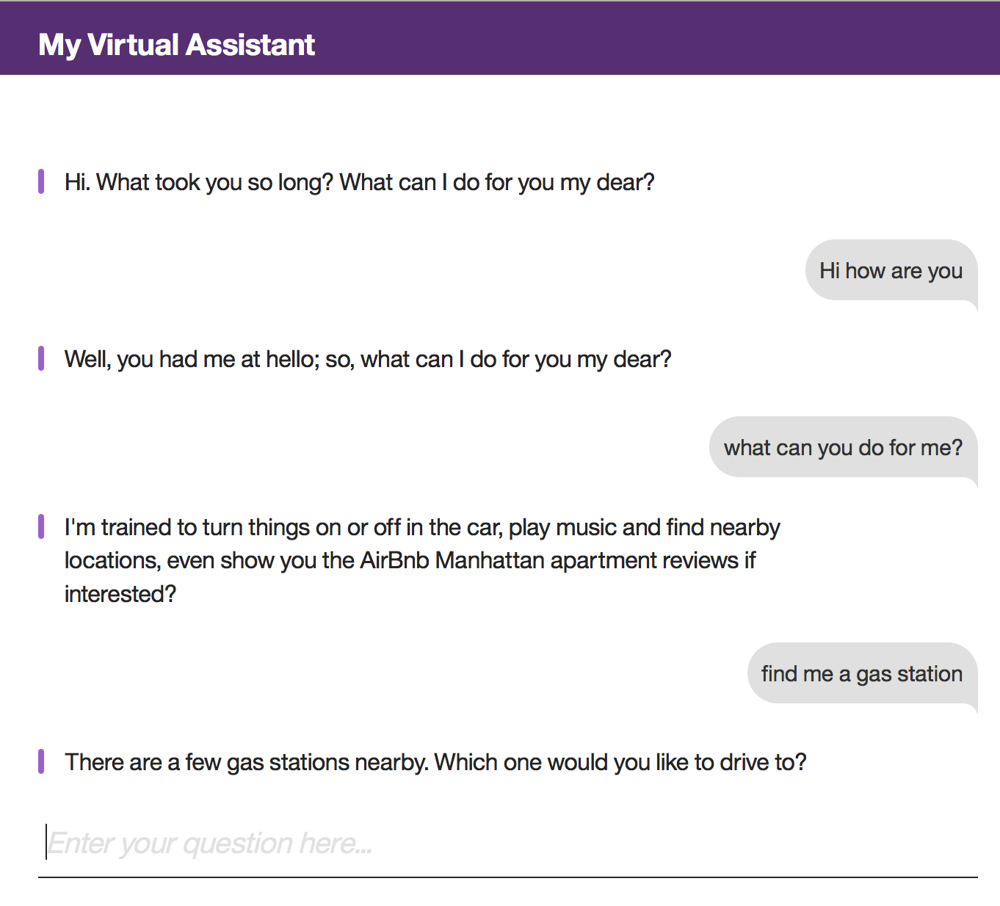 My Virtual Assistant
Hi. What took you so long? What can I do for you my dear?
Hi how are you
Well, you had me at hello; so, what can I do for you my dear?
what can you do for me?
I'm trained to turn things on or off in the car, play music and find nearby
locations, even show you the AirBnb Manhattan apartment reviews if
interested?
find me a gas station
There are a few gas stations nearby. Which one would you like to drive to?
Enter your question here...